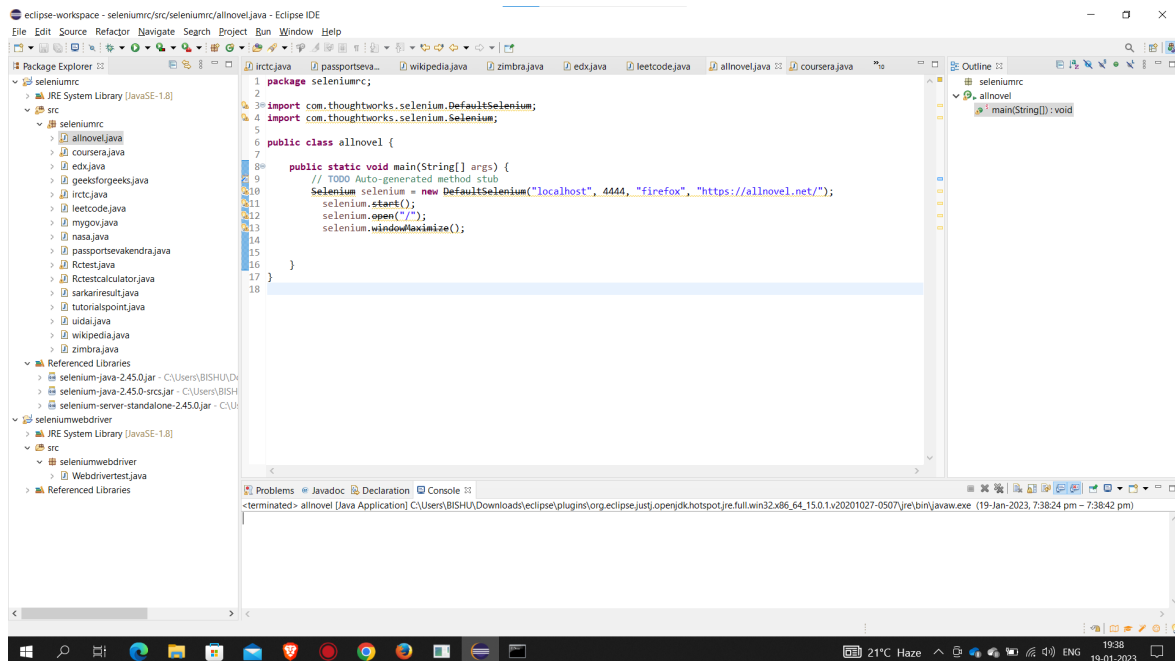 eclipse-workspace - seleniumrc/src/seleniumrc/allnovel.java - Eclipse IDE
File Edit Source Refactor Navigate Search Project Run Window Help
Package Explorer
seleniumrc
JRE System Library [JavaSE-1.8]
src
seleniumrc
allnovel.java
coursera.java
edx.java
geeksforgeeks.java
irctc.java
leetcode.java
mygov.java
nasa.java
passportsevakendra.java
Rctest.java
Rctestcalculator.java
sarkariresult.java
tutorialspoint.java
uidai.java
wikipedia.java
zimbra.java
Referenced Libraries
selenium-java-2.45.0.jar - C:\Users\BISHU\D
selenium-java-2.45.0-srcs.jar - C:\Users\BISH
selenium-server-standalone-2.45.0.jar - C:\U
seleniumwebdriver
JRE System Library [JavaSE-1.8]
src
seleniumwebdriver
Webdrivertest.java
Referenced Libraries
irctc.java passportseva... wikipedia.java zimbra.java edx.java leetcode.java allnovel.java coursera.java »10
1 package seleniumrc;
2
3 import com.thoughtworks.selenium.DefaultSelenium;
4 import com.thoughtworks.selenium.Selenium;
5
6 public class allnovel {
7
8 public static void main(String[] args) {
9 // TODO Auto-generated method stub
10 Selenium selenium = new DefaultSelenium("localhost", 4444, "firefox", "https://allnovel.net/");
11 selenium.start();
12 selenium.open("/");
13 selenium.windowMaximize();
14
15
16 }
17 }
18
Outline
seleniumrc
allnovel
main(String[]) : void
Problems Javadoc Declaration Console
<terminated> allnovel [Java Application] C:\Users\BISHU\Downloads\eclipse\plugins\org.eclipse.justj.openjdk.hotspot.jre.full.win32.x86_64_15.0.1.v20201027-0507\jre\bin\javaw.exe (19-Jan-2023, 7:38:24 pm – 7:38:42 pm)
21°C Haze ENG 19:38
19-01-2023